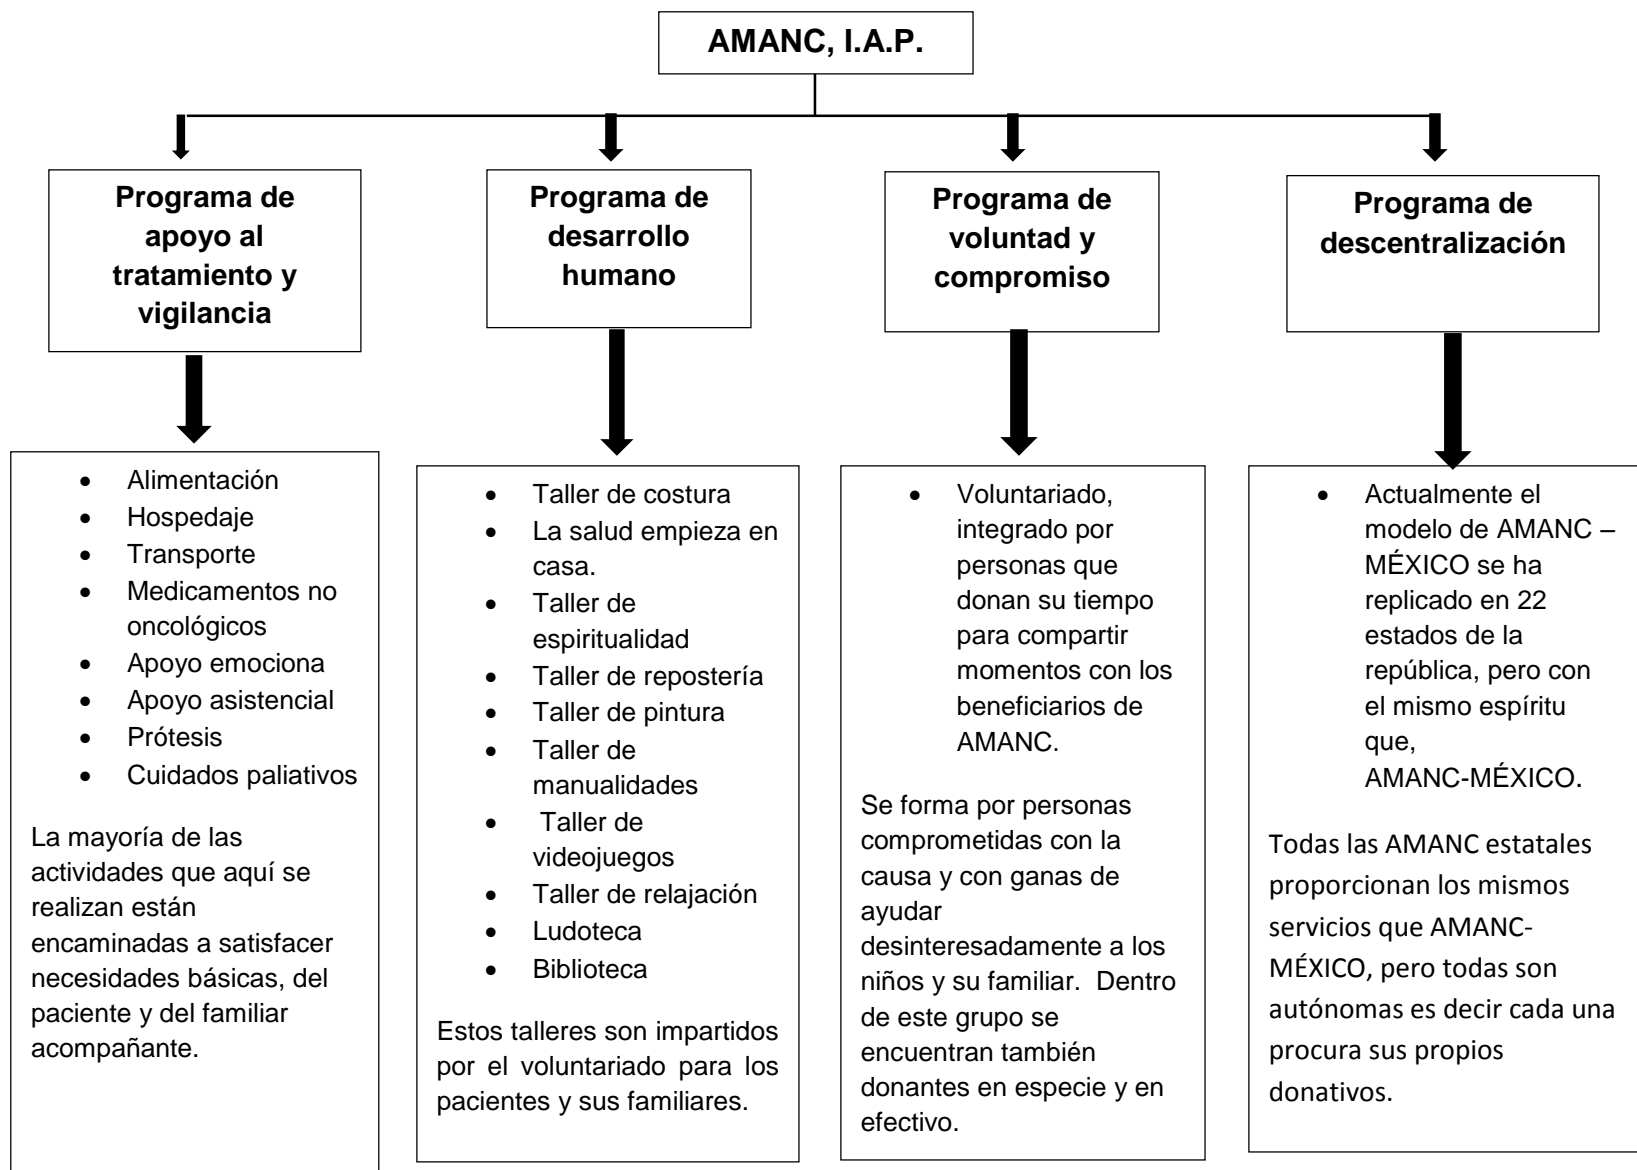 AMANC, I.A.P.
Programa de
apoyo al
tratamiento y
vigilancia
Programa de
desarrollo
humano
Programa de
voluntad y
compromiso
Programa de
descentralización
• Alimentación
• Hospedaje
• Transporte
• Medicamentos no
oncológicos
• Apoyo emociona
• Apoyo asistencial
• Prótesis
• Cuidados paliativos
La mayoría de las
actividades que aquí se
realizan están
encaminadas a satisfacer
necesidades básicas, del
paciente y del familiar
acompañante.
• Taller de costura
• La salud empieza en
casa.
• Taller de
espiritualidad
• Taller de repostería
• Taller de pintura
• Taller de
manualidades
• Taller de
videojuegos
• Taller de relajación
• Ludoteca
• Biblioteca
Estos talleres son impartidos
por el voluntariado para los
pacientes y sus familiares.
• Voluntariado,
integrado por
personas que
donan su tiempo
para compartir
momentos con los
beneficiarios de
AMANC.
Se forma por personas
comprometidas con la
causa y con ganas de
ayudar
desinteresadamente a los
niños y su familiar. Dentro
de este grupo se
encuentran también
donantes en especie y en
efectivo.
• Actualmente el
modelo de AMANC –
MÉXICO se ha
replicado en 22
estados de la
república, pero con
el mismo espíritu
que,
AMANC-MÉXICO.
Todas las AMANC estatales
proporcionan los mismos
servicios que AMANC-
MÉXICO, pero todas son
autónomas es decir cada una
procura sus propios
donativos.